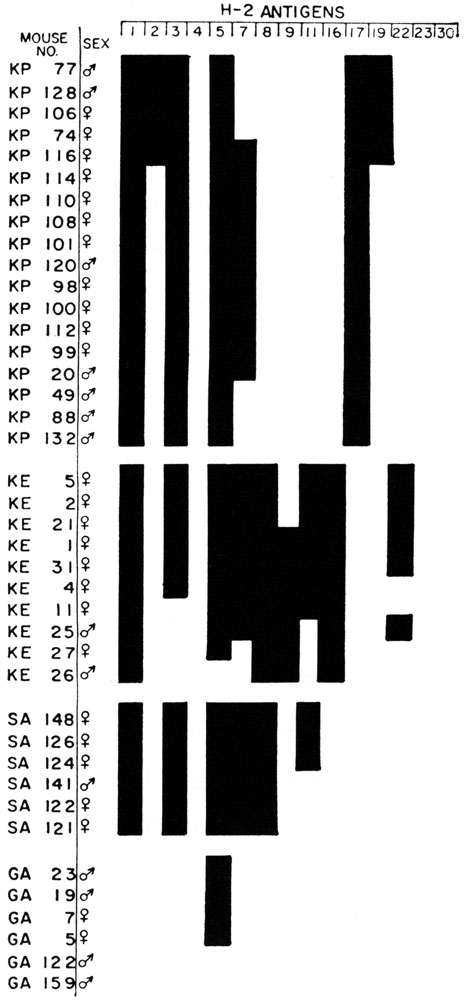 H-2 ANTIGENS
MOUSE NO. SEX 1 2 3 4 5 7 8 9 11 16 17 19 22 23 30
KP 77 ♂
KP 128 ♂
KP 106 ♀
KP 74 ♀
KP 116 ♀
KP 114 ♀
KP 110 ♀
KP 108 ♀
KP 101 ♀
KP 120 ♂
KP 98 ♀
KP 100 ♀
KP 112 ♀
KP 99 ♀
KP 20 ♂
KP 49 ♂
KP 88 ♂
KP 132 ♂
KE 5 ♀
KE 2 ♀
KE 21 ♀
KE 1 ♀
KE 31 ♀
KE 4 ♀
KE 11 ♀
KE 25 ♂
KE 27 ♀
KE 26 ♂
SA 148 ♀
SA 126 ♀
SA 124 ♀
SA 141 ♂
SA 122 ♀
SA 121 ♀
GA 23 ♂
GA 19 ♂
GA 7 ♀
GA 5 ♀
GA 122 ♂
GA 159 ♂